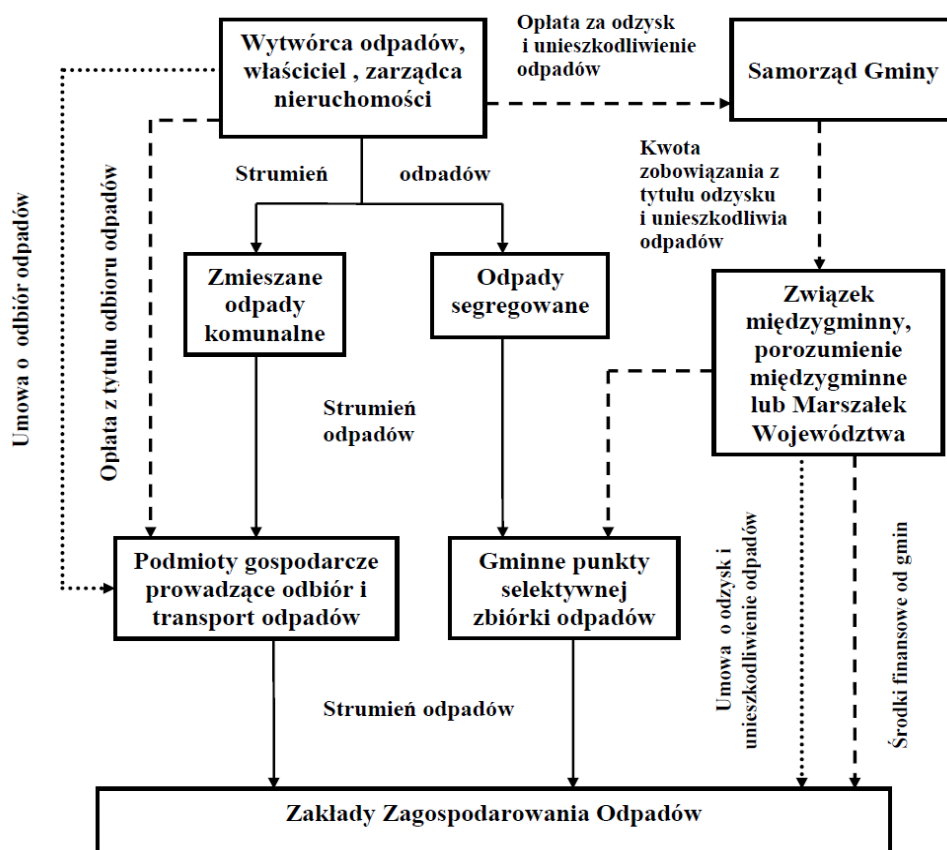 Wytwórca odpadów,
właściciel , zarządca
nieruchomości
Opłata za odzysk
i unieszkodliwienie
odpadów
Samorząd Gminy
Kwota
zobowiązania z
tytułu odzysku
i unieszkodliwia
odpadów
Strumień odpadów
Umowa o odbiór odpadów
Opłata z tytułu odbioru odpadów
Zmieszane
odpady
komunalne
Odpady
segregowane
Związek
międzygminny,
porozumienie
międzygminne
lub Marszałek
Województwa
Strumień
odpadów
Podmioty gospodarcze
prowadzące odbiór i
transport odpadów
Gminne punkty
selektywnej
zbiórki odpadów
Umowa o odzysk i
unieszkodliwienie odpadów
Środki finansowe od gmin
Strumień odpadów
Zakłady Zagospodarowania Odpadów